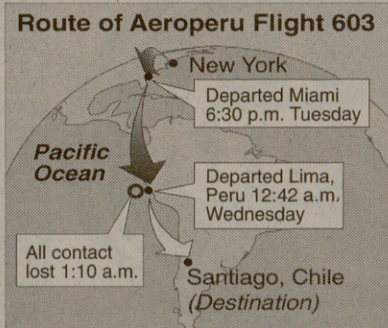 Route of Aeroperu Flight 603
New York
Departed Miami
6:30 p.m. Tuesday
Pacific
Ocean
Departed Lima,
Peru 12:42 a.m.
Wednesday
All contact
lost 1:10 a.m.
Santiago, Chile
(Destination)